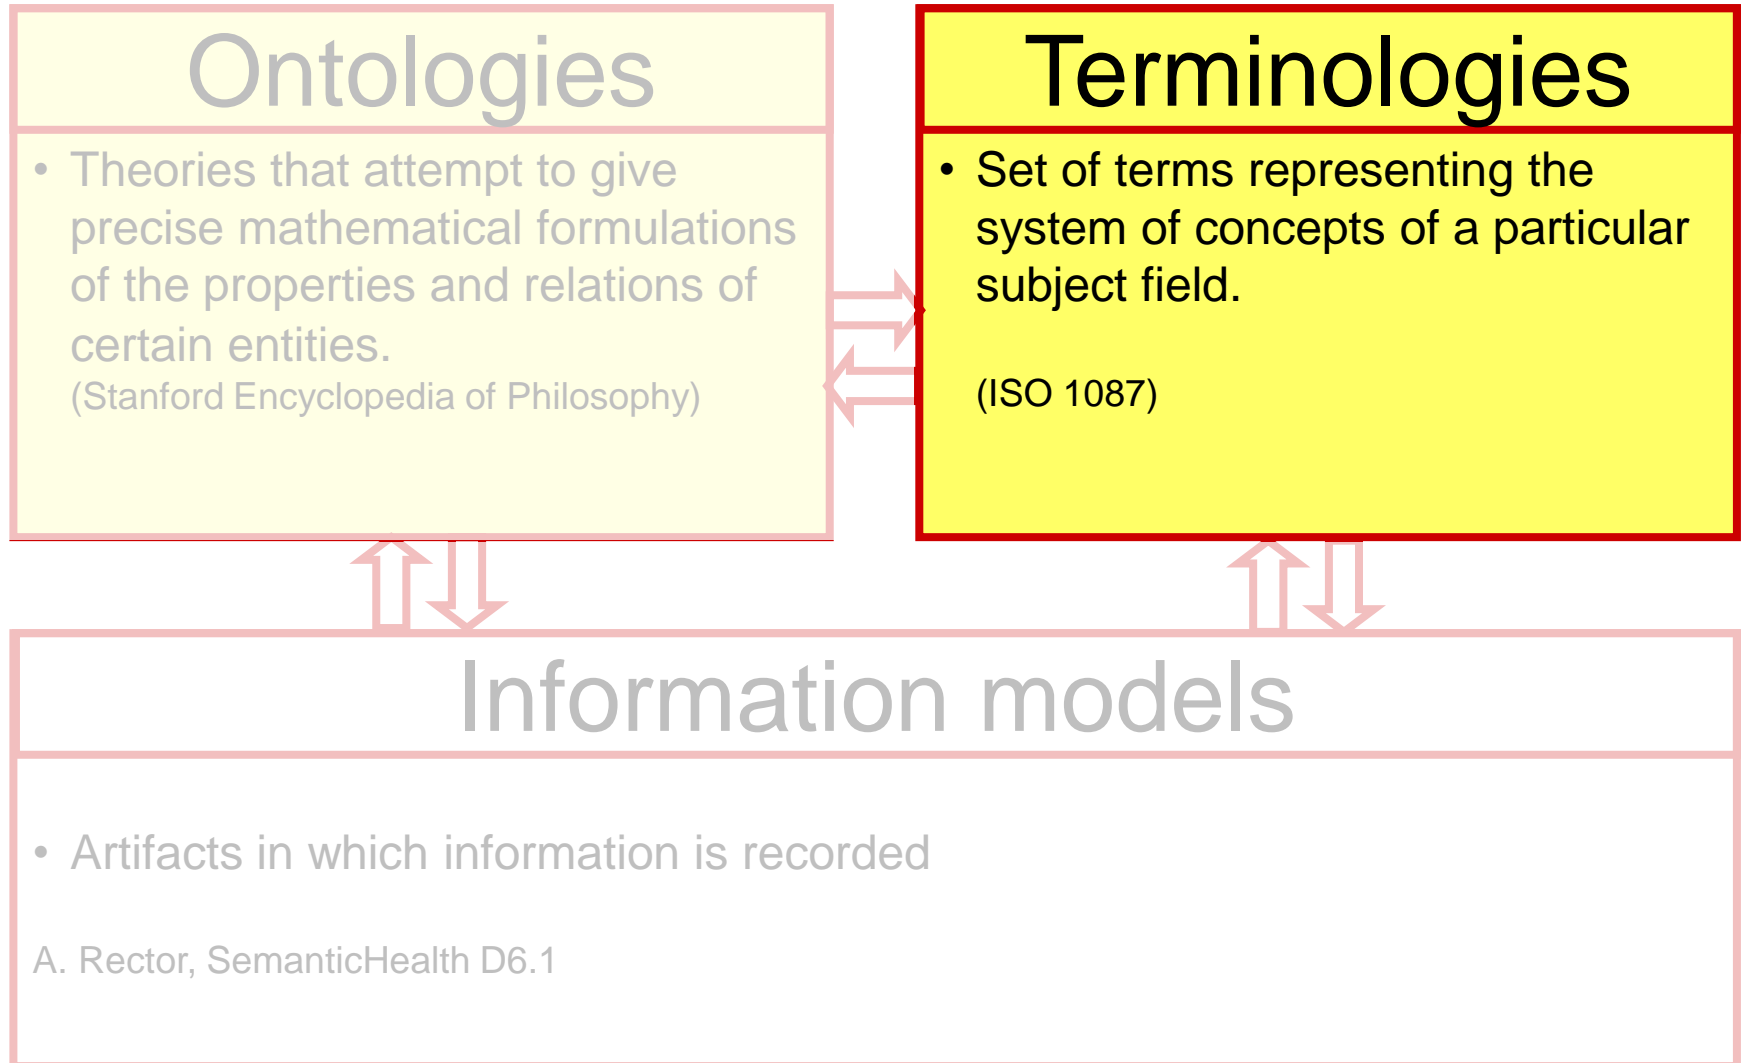 Ontologies
• Theories that attempt to give
precise mathematical formulations
of the properties and relations of
certain entities.
(Stanford Encyclopedia of Philosophy)
Terminologies
• Set of terms representing the
system of concepts of a particular
subject field.
(ISO 1087)
Information models
• Artifacts in which information is recorded
A. Rector, SemanticHealth D6.1